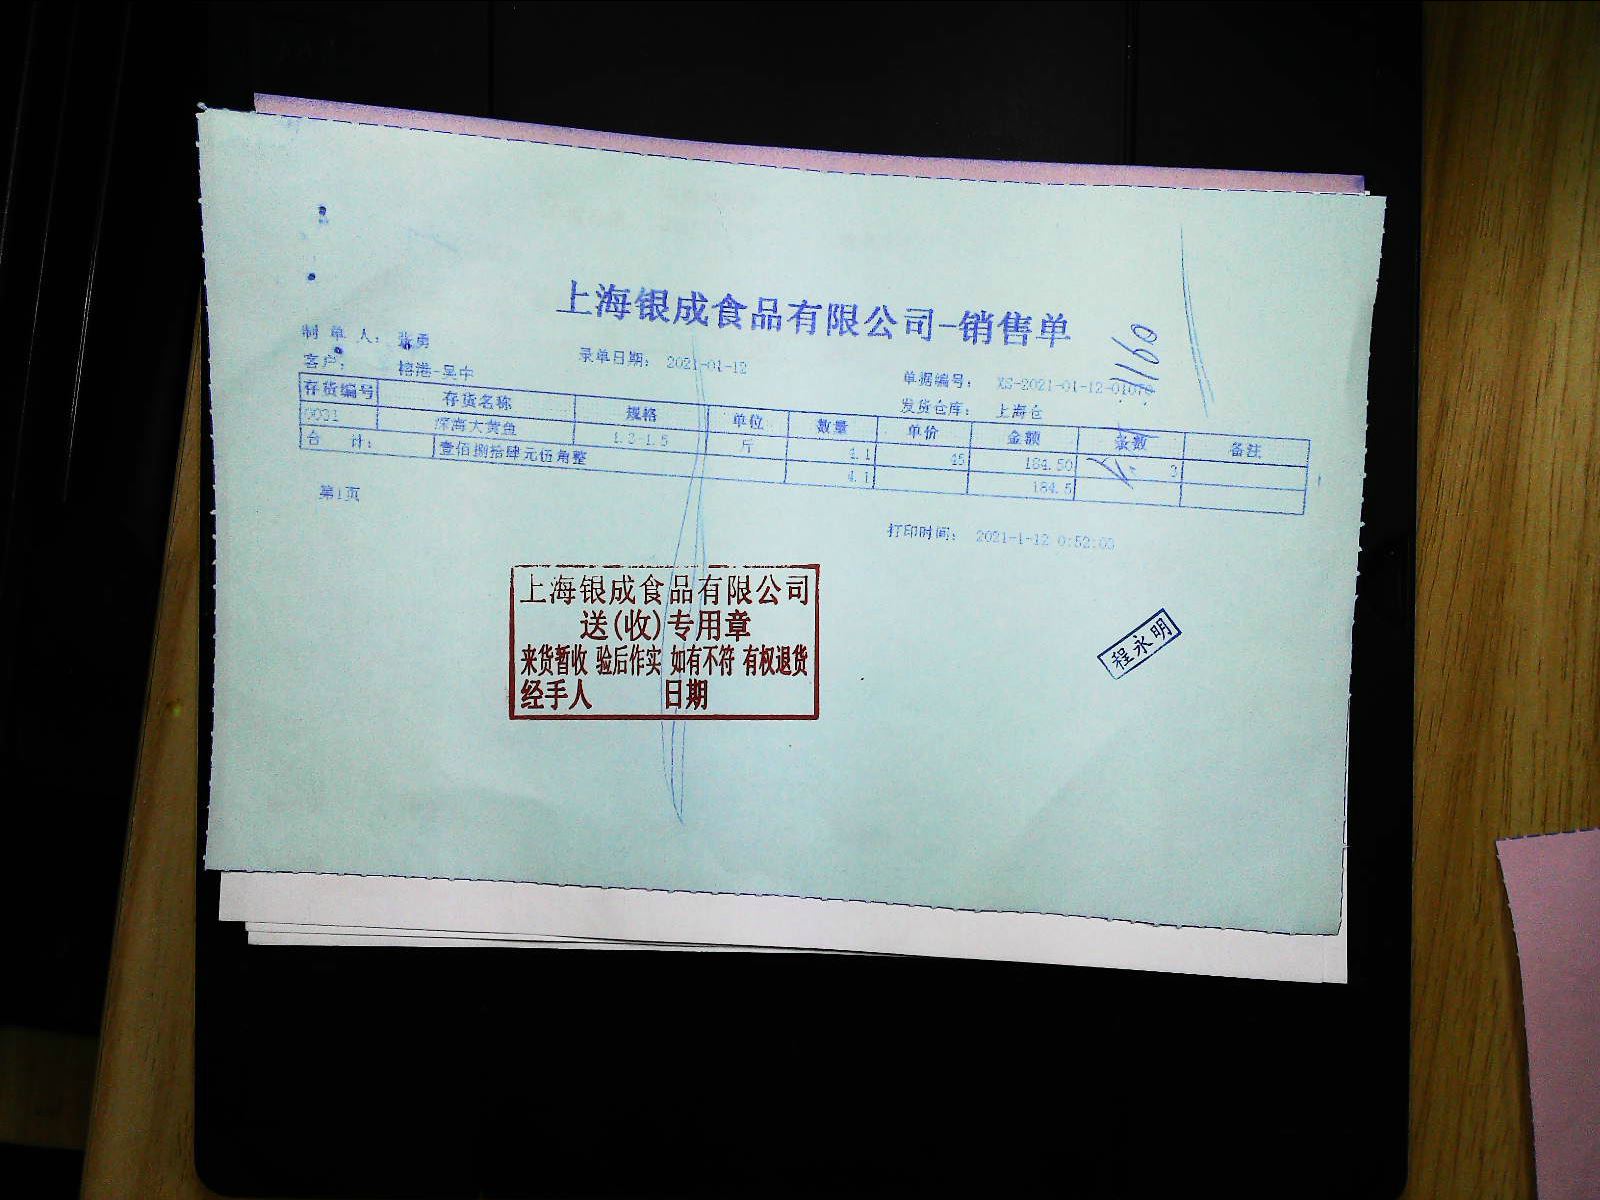 上海银成食品有限公司-销售单
制 单 人： 张勇 录单日期： 2021-01-12 单据编号： XS-2021-01-12-01070
客户： 榕港-吴中 发货仓库： 上海仓
存货编号 存货名称 规格 单位 数量 单价 金额 条数 备注
0031 深海大黄鱼 1.2-1.5 斤 4.1 45 184.50 3
合 计： 壹佰捌拾肆元伍角整 4.1 184.5
第1页 打印时间： 2021-1-12 0:52:03
上海银成食品有限公司
送(收)专用章
来货暂收 验后作实 如有不符 有权退货
经手人 日期
程永明